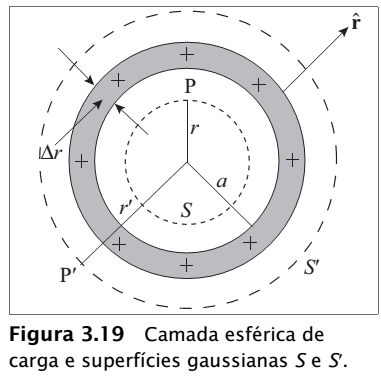 r̂
P
Δr
r
a
r′
S
P′
S′
+ + + + + + + +
Figura 3.19 Camada esférica de
carga e superfícies gaussianas S e S′.